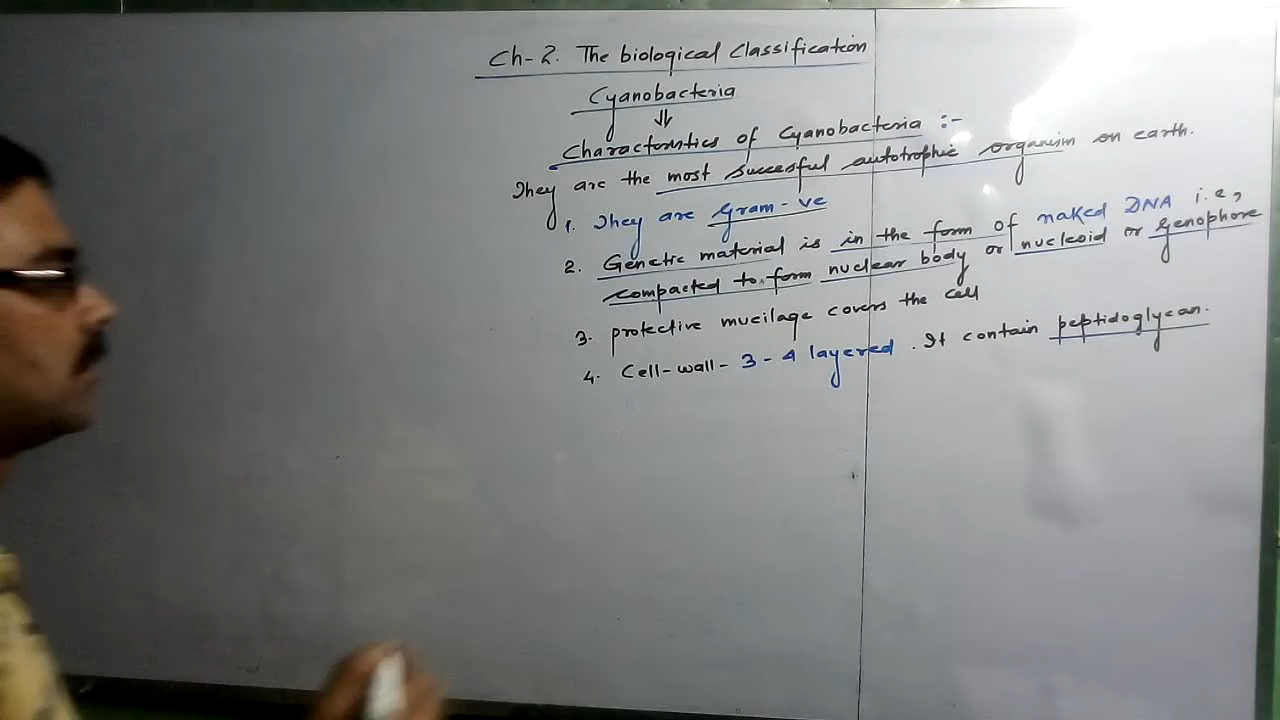 Ch-2. The biological Classification
Cyanobacteria
⇓
Characteristics of Cyanobacteria :-
They are the most succesful autotrophic organism on earth.
1. They are Gram-ve
2. Genetic material is in the form of naked DNA i.e,
compacted to form nuclear body or nucleoid or Genophore
3. protective mucilage covers the cell
4. Cell-wall- 3-4 layered. It contain peptidoglycan.